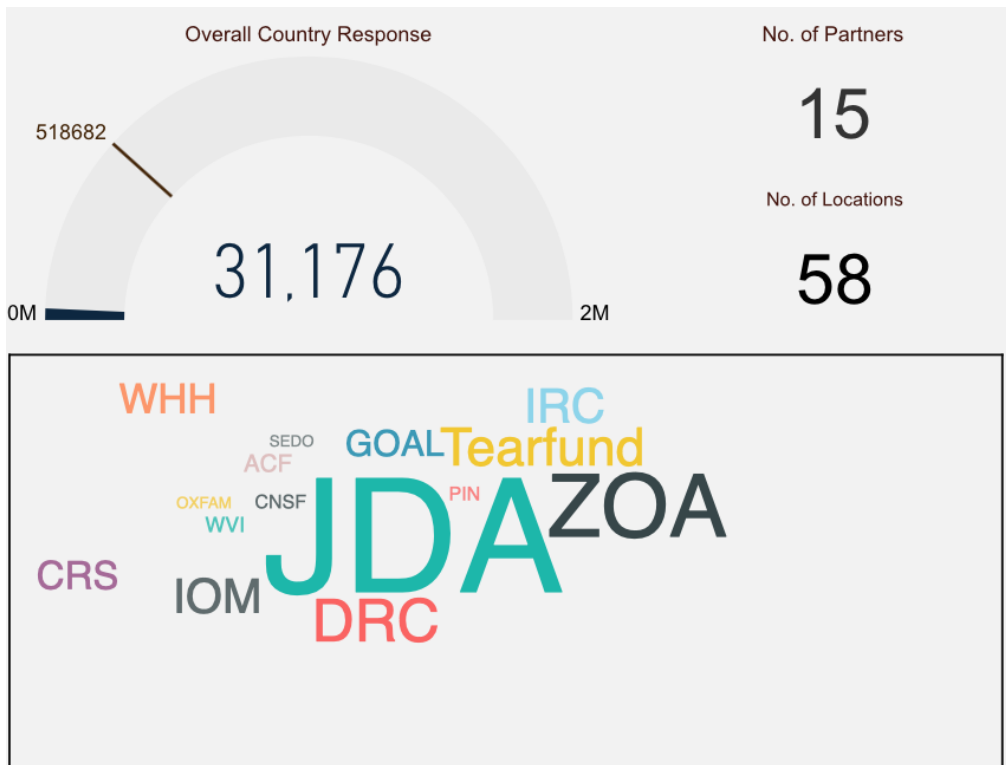 Overall Country Response
No. of Partners
15
518682
No. of Locations
31,176
58
0M
2M
WHH
IRC
SEDO
GOAL
Tearfund
ACF
PIN
ZOA
OXFAM
CNSF
WVI
JDA
CRS
IOM
DRC